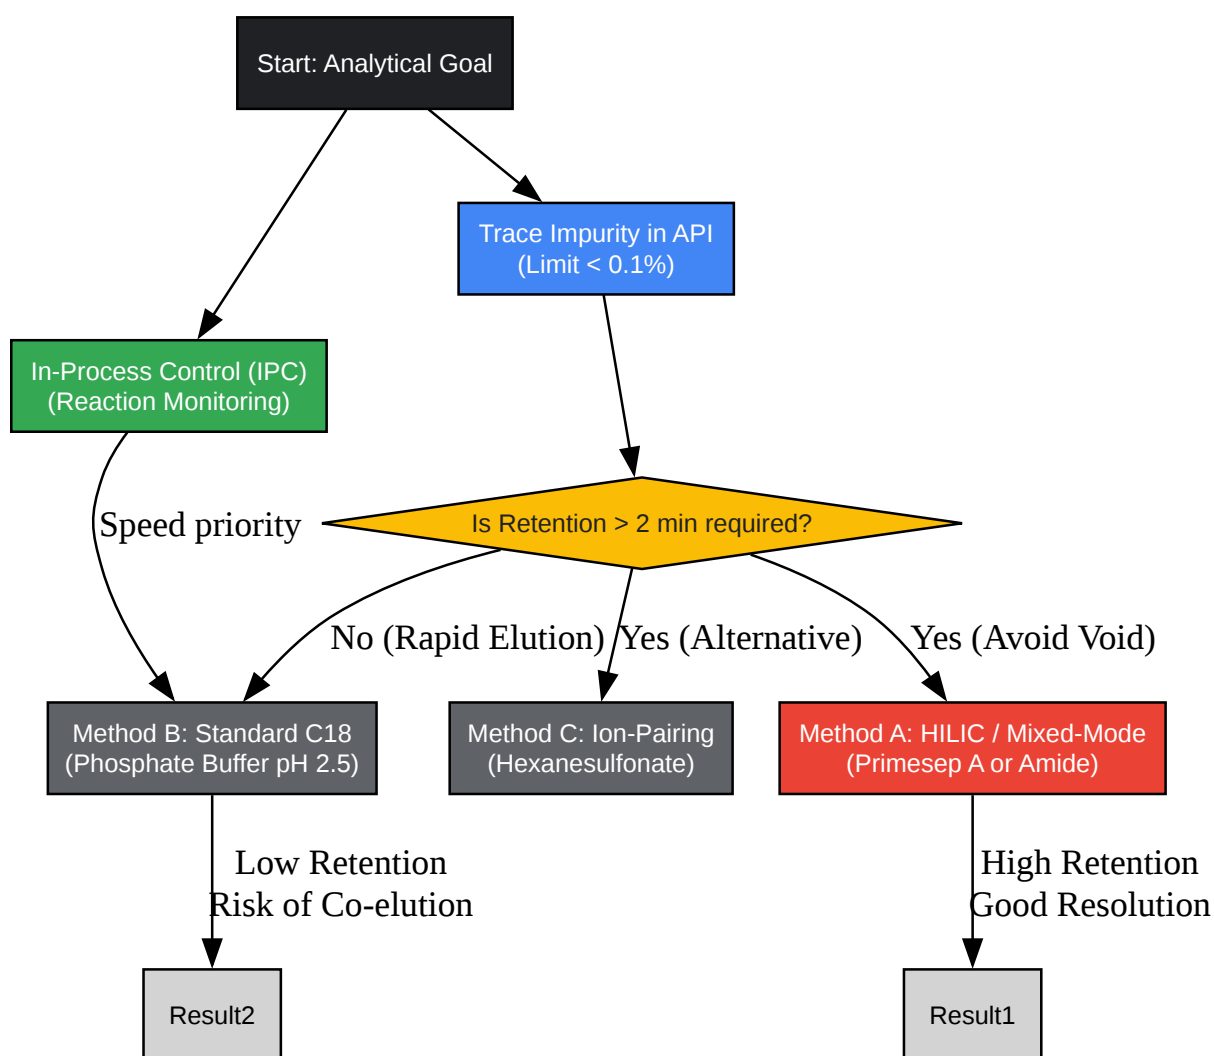 Start: Analytical Goal
Trace Impurity in API
(Limit < 0.1%)
In-Process Control (IPC)
(Reaction Monitoring)
Speed priority
Is Retention > 2 min required?
No (Rapid Elution)
Yes (Alternative)
Yes (Avoid Void)
Method B: Standard C18
(Phosphate Buffer pH 2.5)
Method C: Ion-Pairing
(Hexanesulfonate)
Method A: HILIC / Mixed-Mode
(Primesep A or Amide)
Low Retention
Risk of Co-elution
High Retention
Good Resolution
Result2
Result1